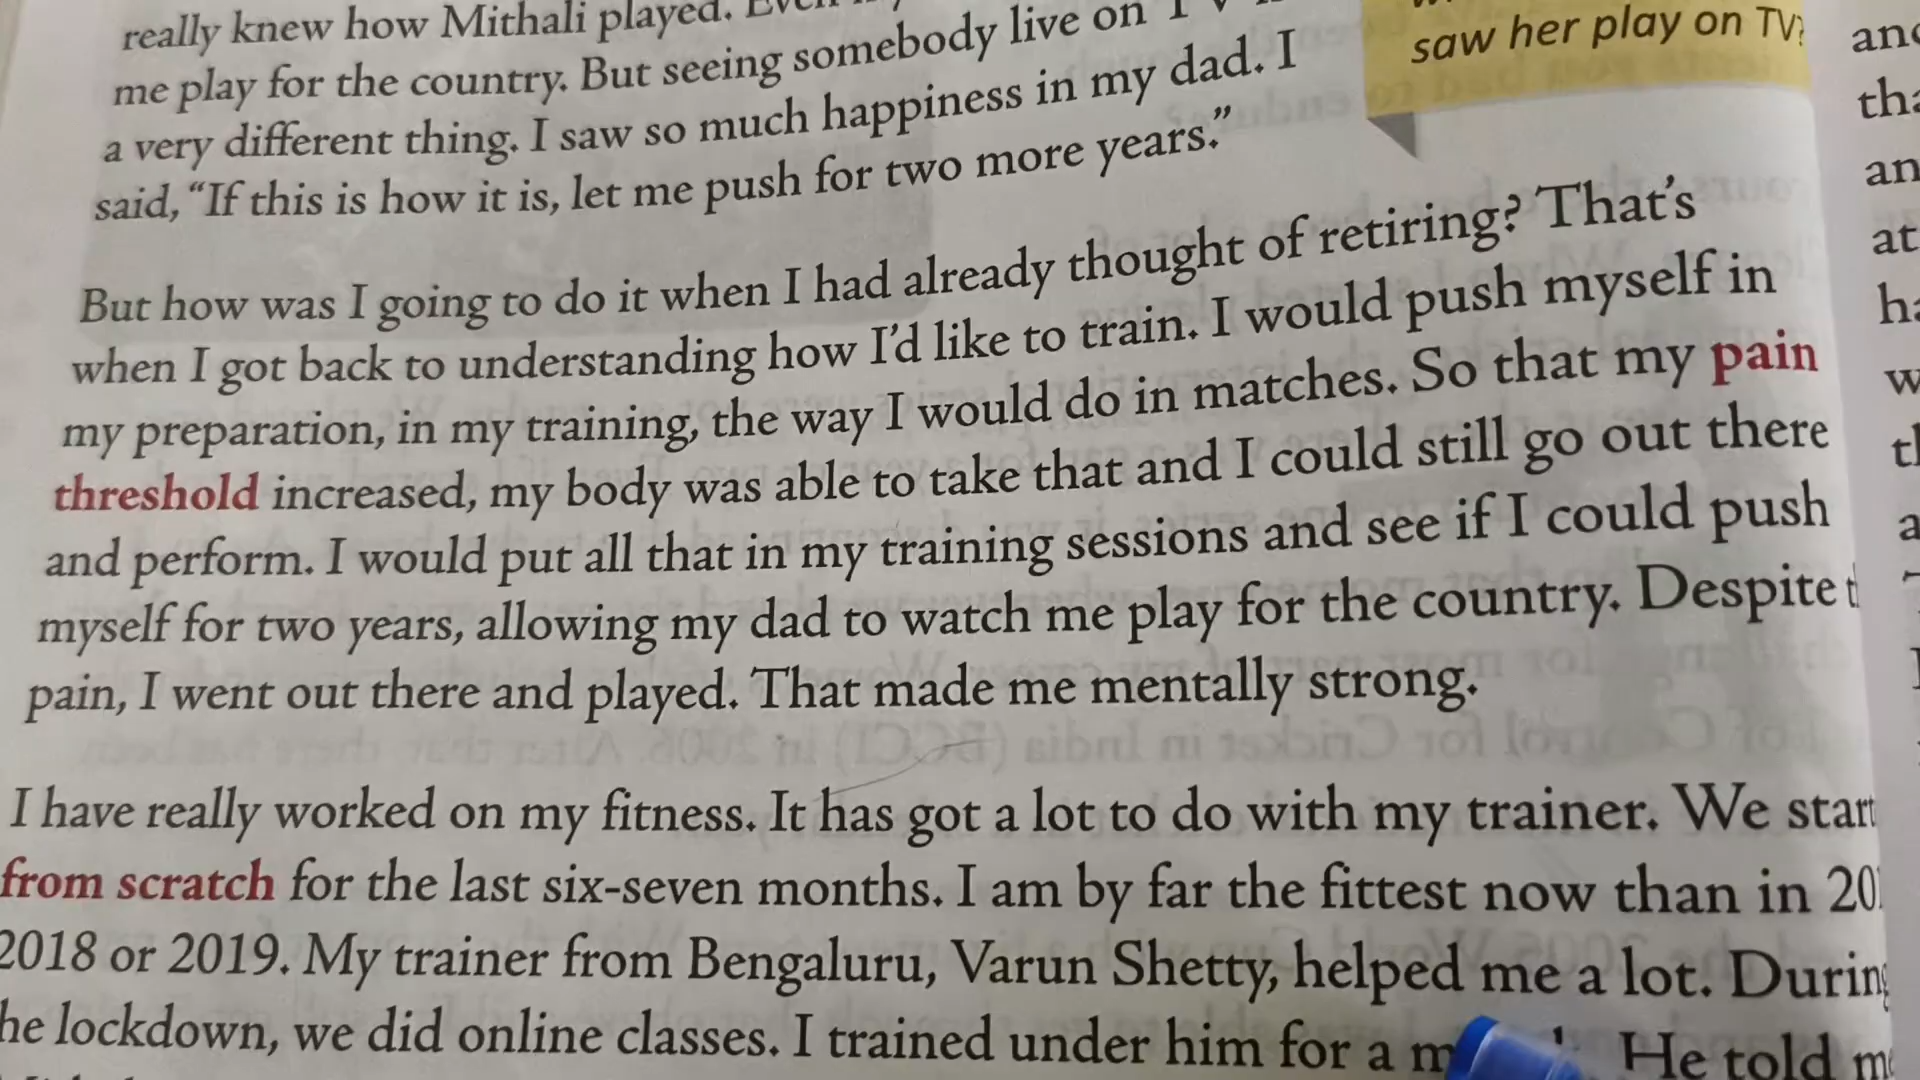 really knew how Mithali played.
me play for the country. But seeing somebody live on TV
a very different thing. I saw so much happiness in my dad. I
said, “If this is how it is, let me push for two more years.”
saw her play on TV?
But how was I going to do it when I had already thought of retiring? That’s
when I got back to understanding how I’d like to train. I would push myself in
my preparation, in my training, the way I would do in matches. So that my pain
threshold increased, my body was able to take that and I could still go out there
and perform. I would put all that in my training sessions and see if I could push
myself for two years, allowing my dad to watch me play for the country. Despite
pain, I went out there and played. That made me mentally strong.
I have really worked on my fitness. It has got a lot to do with my trainer. We start
from scratch for the last six-seven months. I am by far the fittest now than in 20
2018 or 2019. My trainer from Bengaluru, Varun Shetty, helped me a lot. During
he lockdown, we did online classes. I trained under him for a He told me